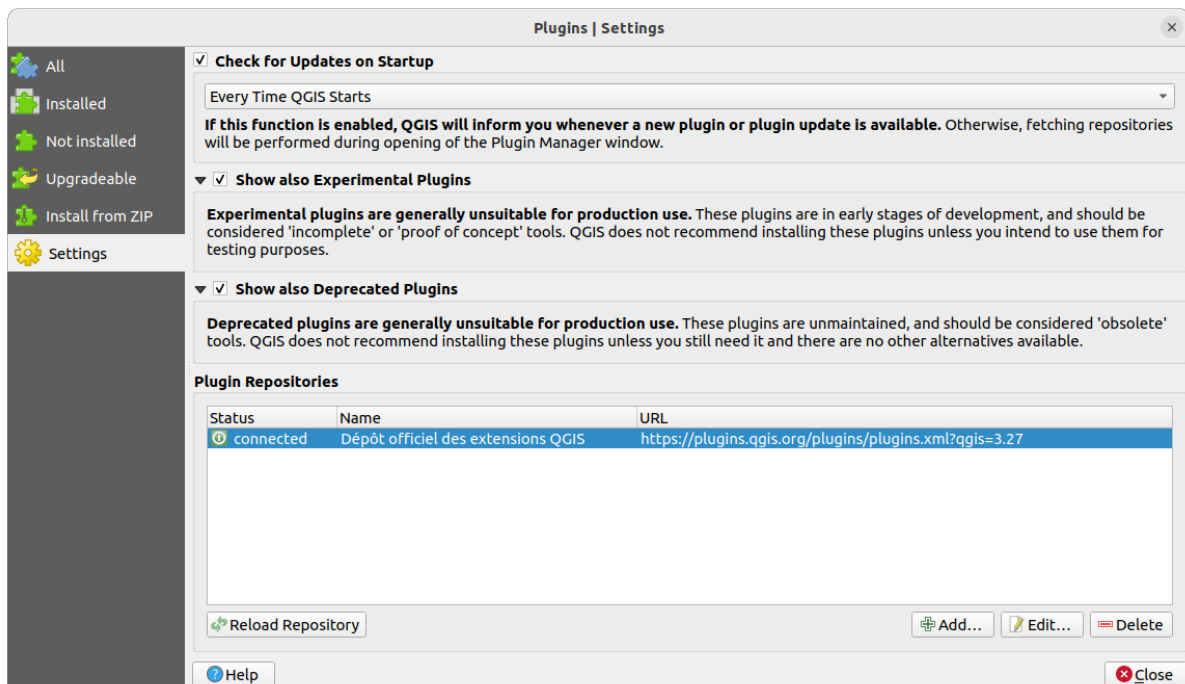 Plugins | Settings
All
Installed
Not installed
Upgradeable
Install from ZIP
Settings
Check for Updates on Startup
Every Time QGIS Starts
If this function is enabled, QGIS will inform you whenever a new plugin or plugin update is available. Otherwise, fetching repositories
will be performed during opening of the Plugin Manager window.
Show also Experimental Plugins
Experimental plugins are generally unsuitable for production use. These plugins are in early stages of development, and should be
considered 'incomplete' or 'proof of concept' tools. QGIS does not recommend installing these plugins unless you intend to use them for
testing purposes.
Show also Deprecated Plugins
Deprecated plugins are generally unsuitable for production use. These plugins are unmaintained, and should be considered 'obsolete'
tools. QGIS does not recommend installing these plugins unless you still need it and there are no other alternatives available.
Plugin Repositories
Status Name URL
connected Dépôt officiel des extensions QGIS https://plugins.qgis.org/plugins/plugins.xml?qgis=3.27
Reload Repository Add... Edit... Delete
Help Close